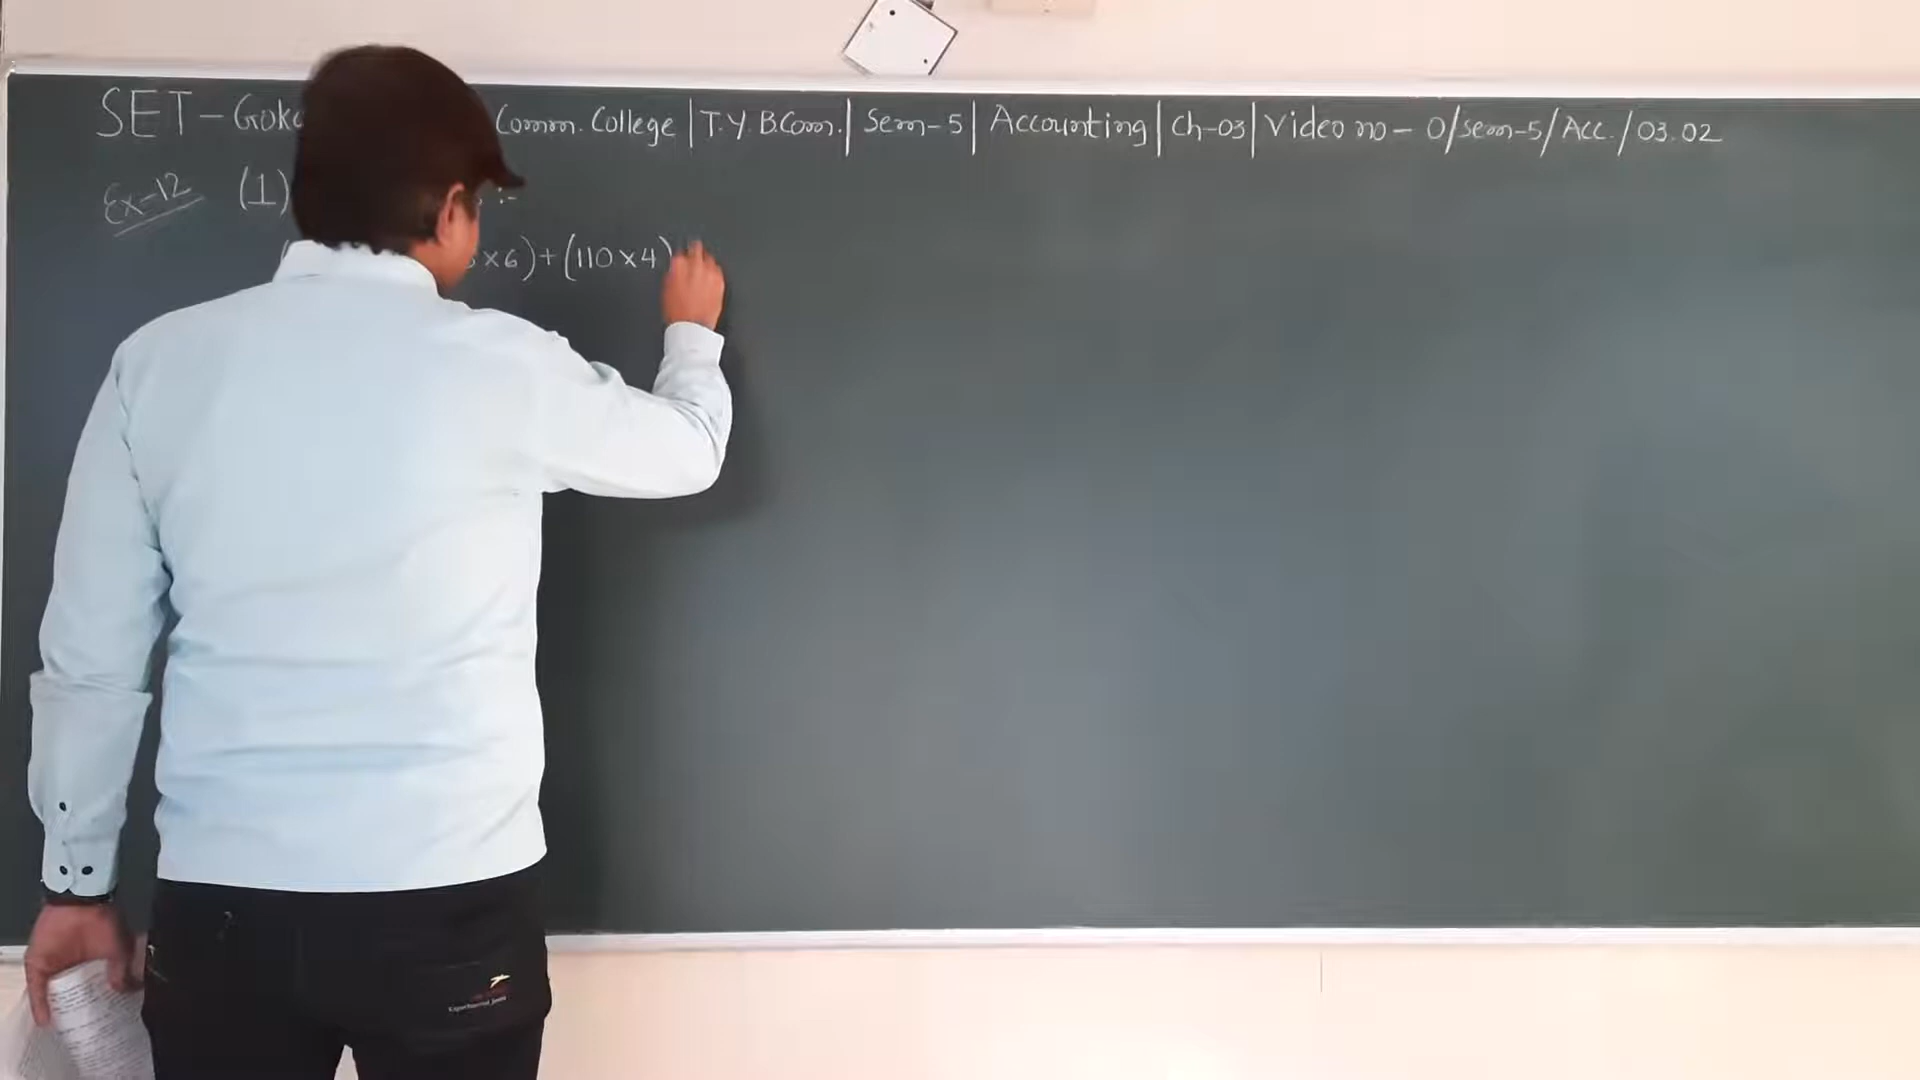 SET - Comm. College | T.Y. B.Com. | Sem-5 | Accounting | Ch-03 | Video no - 0/sem-5/Acc./03.02
Ex-12 (1) :-
×6)+(110×4)